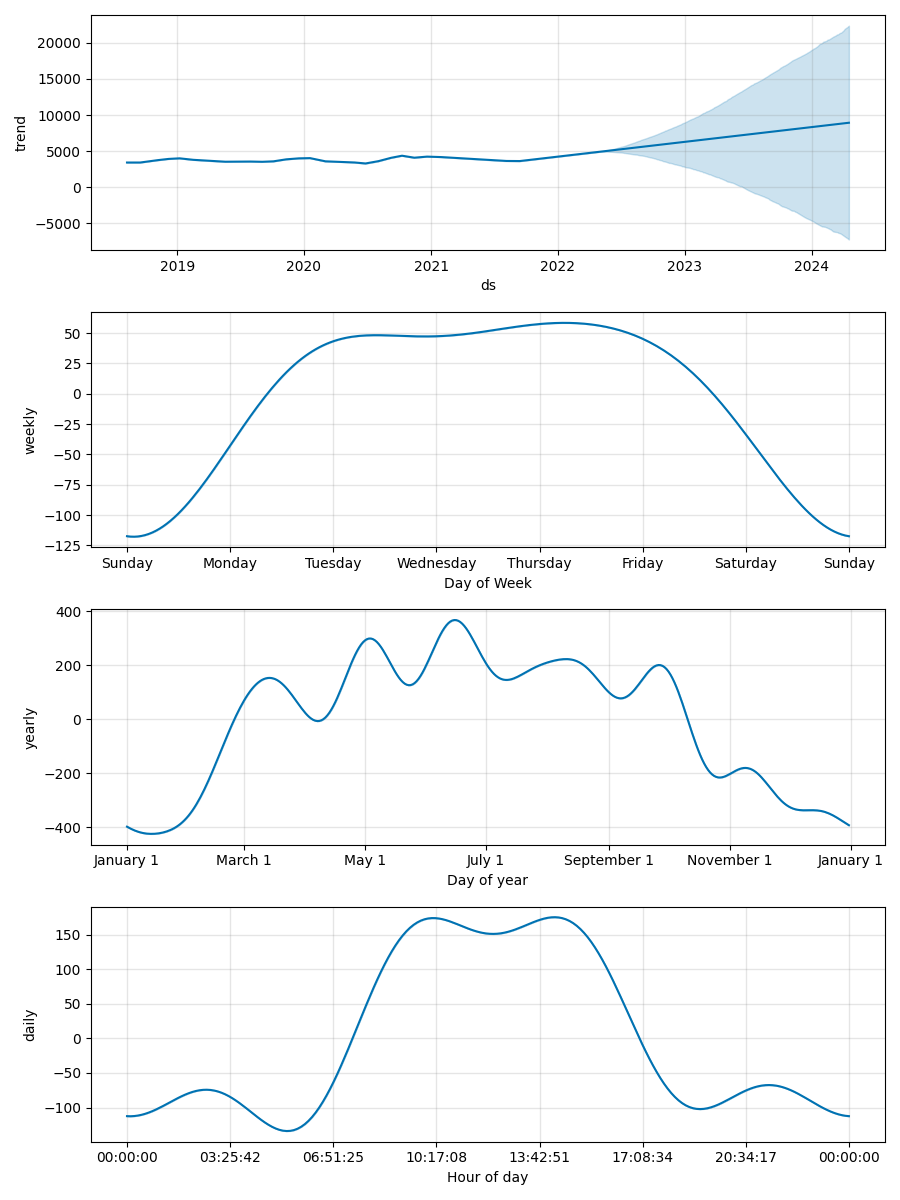 20000
15000
10000
5000
0
−5000
trend
2019 2020 2021 2022 2023 2024
ds
50
25
0
−25
−50
−75
−100
−125
weekly
Sunday Monday Tuesday Wednesday Thursday Friday Saturday Sunday
Day of Week
400
200
0
−200
−400
yearly
January 1 March 1 May 1 July 1 September 1 November 1 January 1
Day of year
150
100
50
0
−50
−100
daily
00:00:00 03:25:42 06:51:25 10:17:08 13:42:51 17:08:34 20:34:17 00:00:00
Hour of day